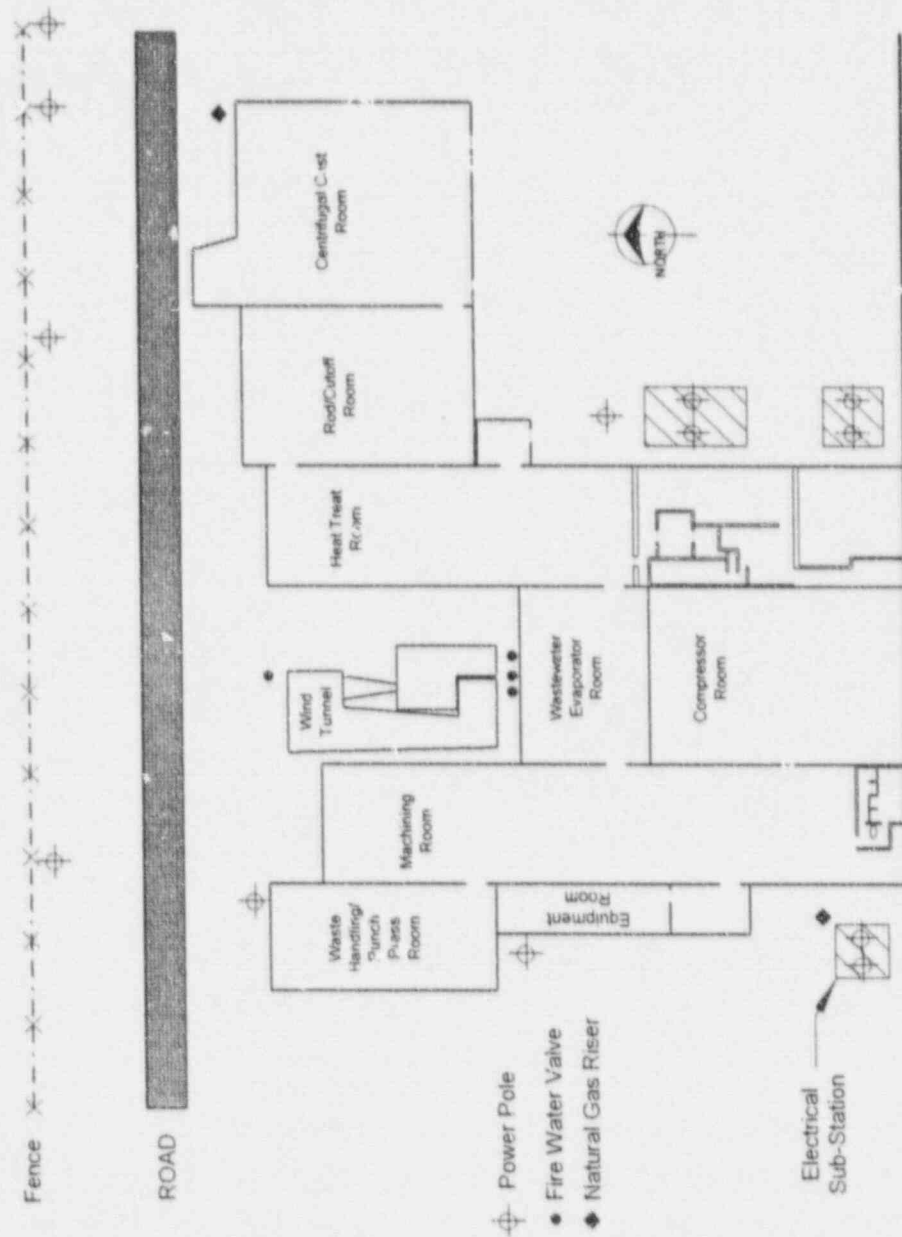 Fence
ROAD
Centrifugal C st
Room
Rod/Cutoff
Room
Heat Treat
Room
Wind
Tunnel
Wastewater
Evaporator
Room
Compressor
Room
Machining
Room
Waste
Handling/
Punch
Press
Room
Equipment
Room
NORTH
Power Pole
Fire Water Valve
Natural Gas Riser
Electrical
Sub-Station